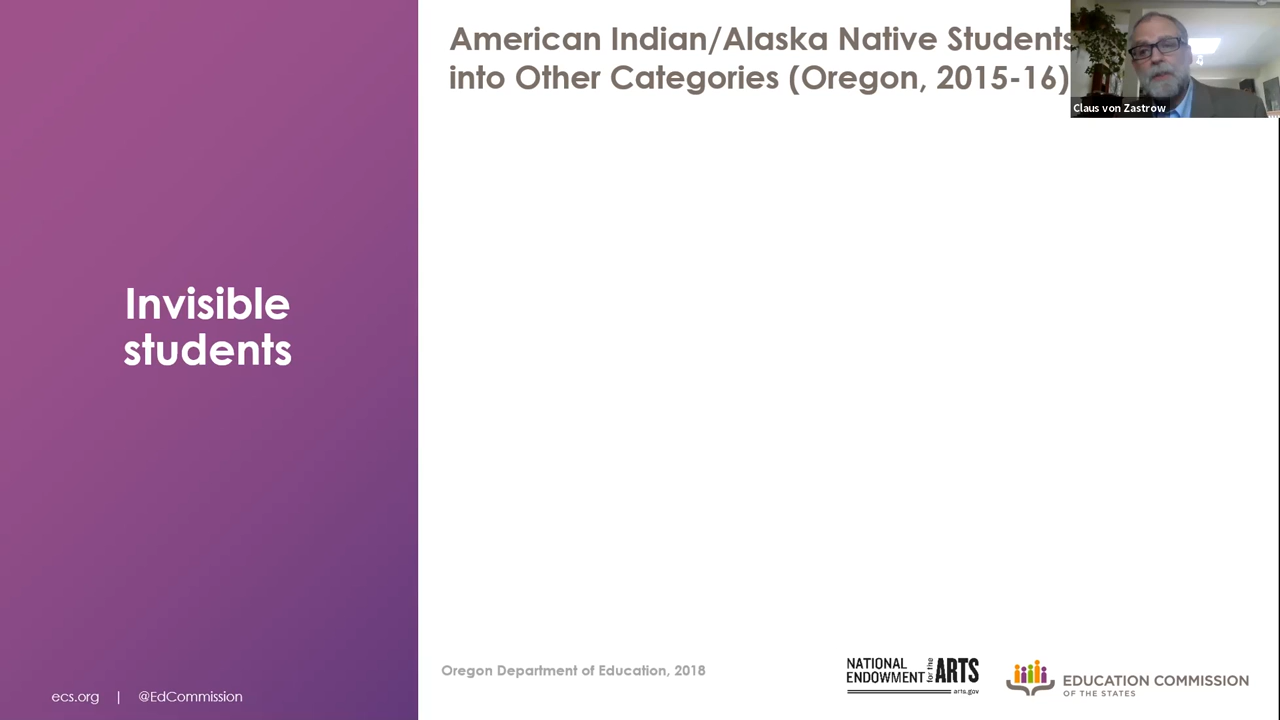 American Indian/Alaska Native Students
into Other Categories (Oregon, 2015-16)
Claus von Zastrow
Invisible
students
Oregon Department of Education, 2018
NATIONAL
ENDOWMENT
for the
ARTS
arts.gov
EDUCATION COMMISSION
OF THE STATES
ecs.org | @EdCommission